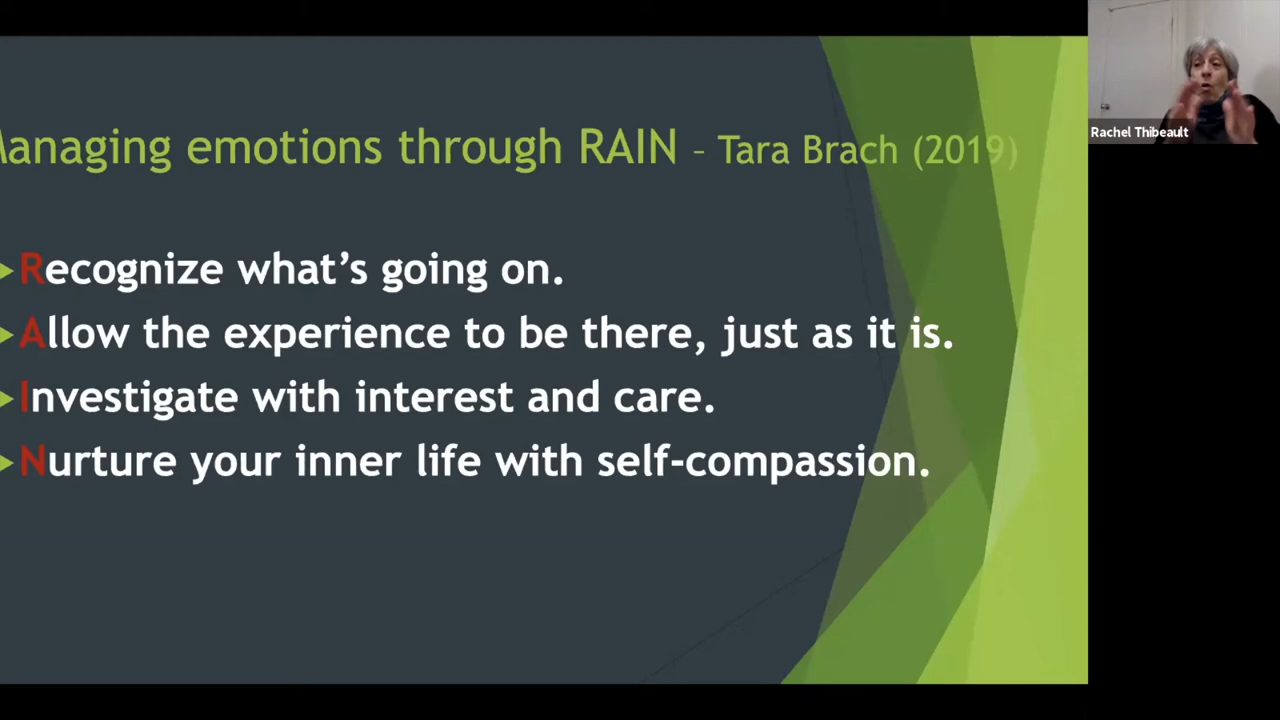 Managing emotions through RAIN – Tara Brach (2019)
Recognize what's going on.
Allow the experience to be there, just as it is.
Investigate with interest and care.
Nurture your inner life with self-compassion.
Rachel Thibeault